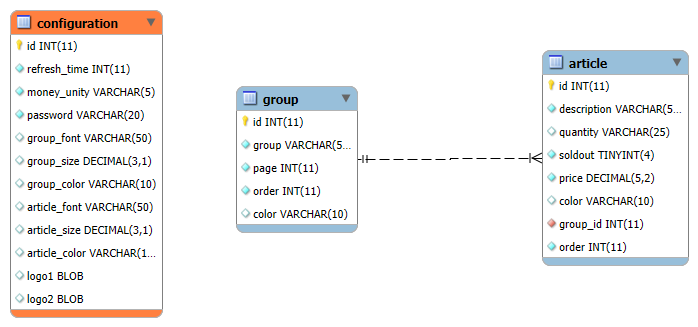 configuration
id INT(11)
refresh_time INT(11)
money_unity VARCHAR(5)
password VARCHAR(20)
group_font VARCHAR(50)
group_size DECIMAL(3,1)
group_color VARCHAR(10)
article_font VARCHAR(50)
article_size DECIMAL(3,1)
article_color VARCHAR(1...
logo1 BLOB
logo2 BLOB
group
id INT(11)
group VARCHAR(5...
page INT(11)
order INT(11)
color VARCHAR(10)
article
id INT(11)
description VARCHAR(5...
quantity VARCHAR(25)
soldout TINYINT(4)
price DECIMAL(5,2)
color VARCHAR(10)
group_id INT(11)
order INT(11)